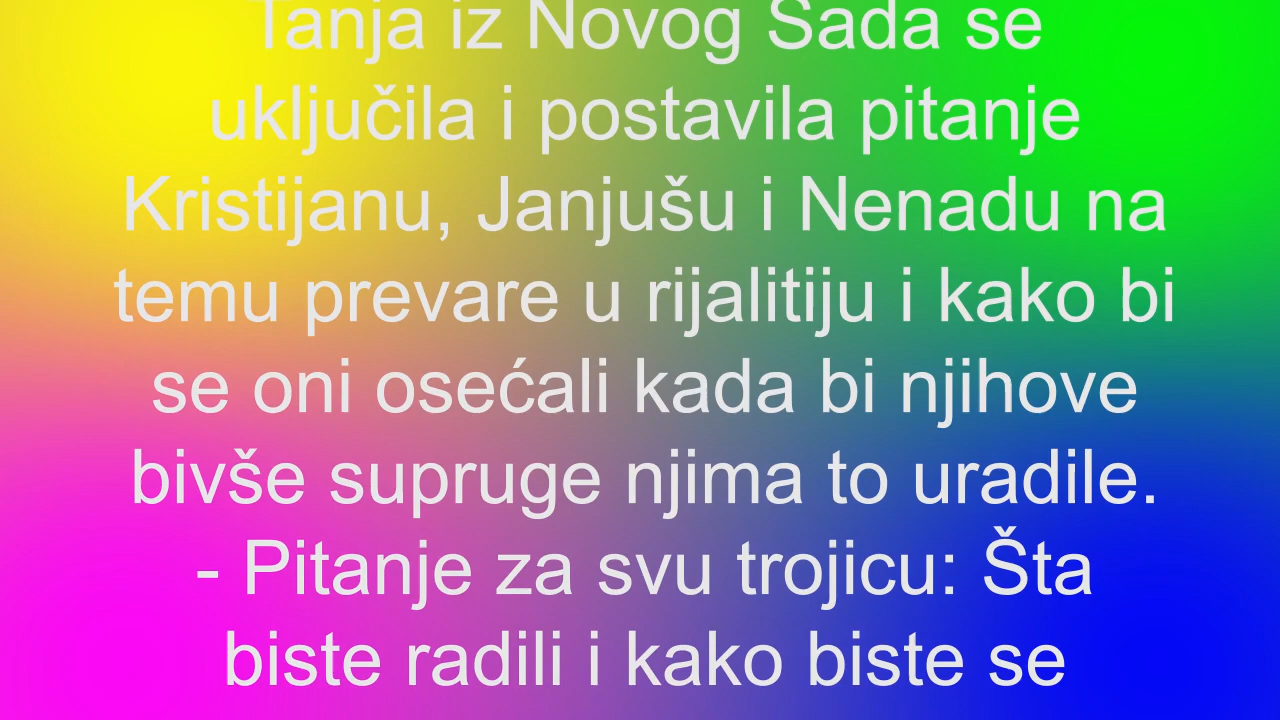 Tanja iz Novog Sada se
uključila i postavila pitanje
Kristijanu, Janjušu i Nenadu na
temu prevare u rijalitiju i kako bi
se oni osećali kada bi njihove
bivše supruge njima to uradile.
- Pitanje za svu trojicu: Šta
biste radili i kako biste se